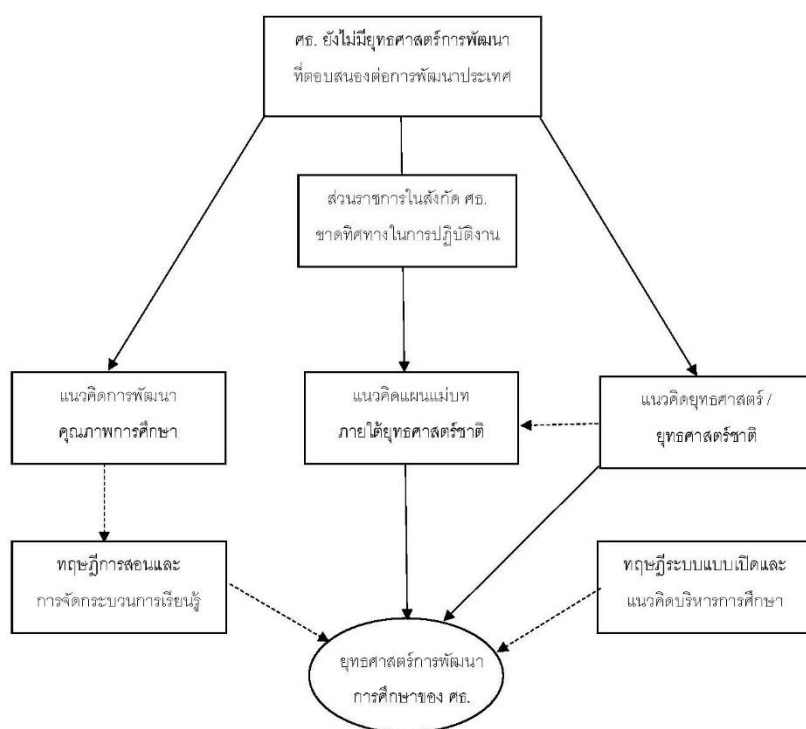 ศธ. ยังไม่มียุทธศาสตร์การพัฒนา
ที่ตอบสนองต่อการพัฒนาประเทศ
ส่วนราชการในสังกัด ศธ.
ขาดทิศทางในการปฏิบัติงาน
แนวคิดการพัฒนา
คุณภาพการศึกษา
แนวคิดแผนแม่บท
ภายใต้ยุทธศาสตร์ชาติ
แนวคิดยุทธศาสตร์ /
ยุทธศาสตร์ชาติ
ทฤษฎีการสอนและ
การจัดกระบวนการเรียนรู้
ทฤษฎีระบบแบบเปิดและ
แนวคิดบริหารการศึกษา
ยุทธศาสตร์การพัฒนา
การศึกษาของ ศธ.